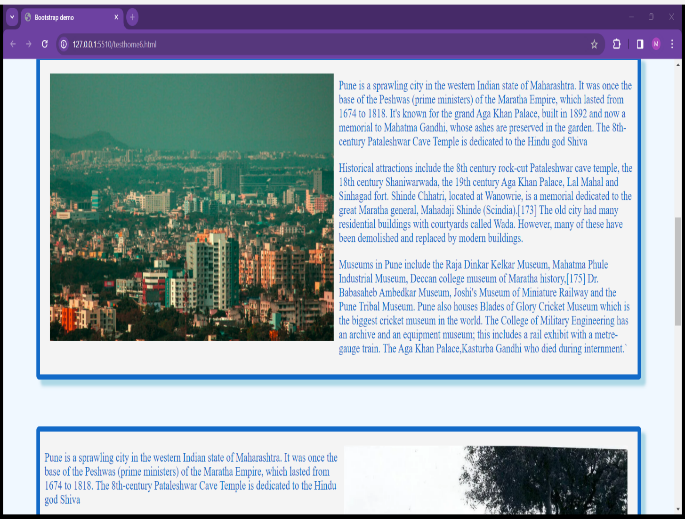 Bootstrap demo
127.0.0.1:5510/testhome6.html
N
Pune is a sprawling city in the western Indian state of Maharashtra. It was once the
base of the Peshwas (prime ministers) of the Maratha Empire, which lasted from
1674 to 1818. It's known for the grand Aga Khan Palace, built in 1892 and now a
memorial to Mahatma Gandhi, whose ashes are preserved in the garden. The 8th-
century Pataleshwar Cave Temple is dedicated to the Hindu god Shiva
Historical attractions include the 8th century rock-cut Pataleshwar cave temple, the
18th century Shaniwarwada, the 19th century Aga Khan Palace, Lal Mahal and
Sinhagad fort. Shinde Chhatri, located at Wanowrie, is a memorial dedicated to the
great Maratha general, Mahadaji Shinde (Scindia).[173] The old city had many
residential buildings with courtyards called Wada. However, many of these have
been demolished and replaced by modern buildings.
Museums in Pune include the Raja Dinkar Kelkar Museum, Mahatma Phule
Industrial Museum, Deccan college museum of Maratha history,[175] Dr.
Babasaheb Ambedkar Museum, Joshi's Museum of Miniature Railway and the
Pune Tribal Museum. Pune also houses Blades of Glory Cricket Museum which is
the biggest cricket museum in the world. The College of Military Engineering has
an archive and an equipment museum; this includes a rail exhibit with a metre-
gauge train. The Aga Khan Palace,Kasturba Gandhi who died during internment.`
Pune is a sprawling city in the western Indian state of Maharashtra. It was once the
base of the Peshwas (prime ministers) of the Maratha Empire, which lasted from
1674 to 1818. The 8th-century Pataleshwar Cave Temple is dedicated to the Hindu
god Shiva